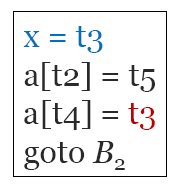 x = t3
a[t2] = t5
a[t4] = t3
goto B₂